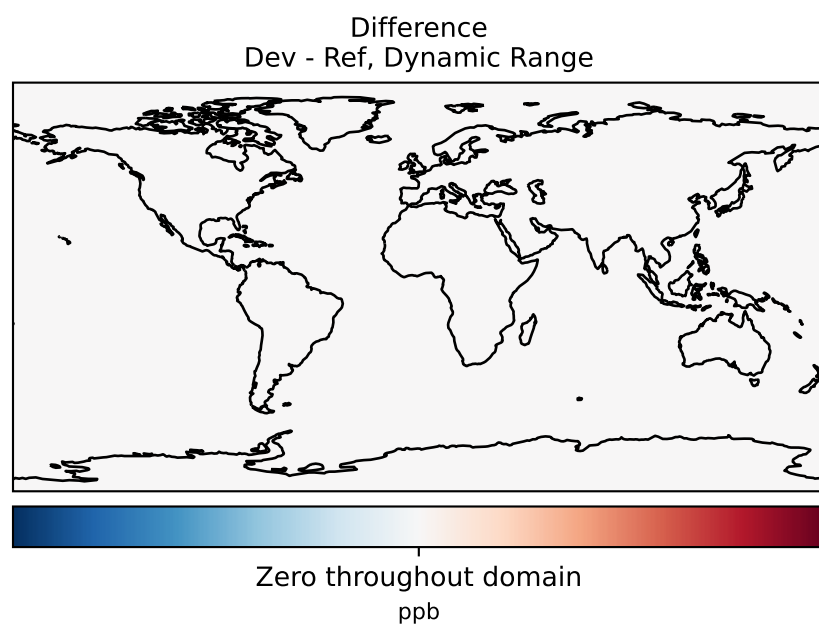 Difference
Dev - Ref, Dynamic Range
Zero throughout domain
ppb